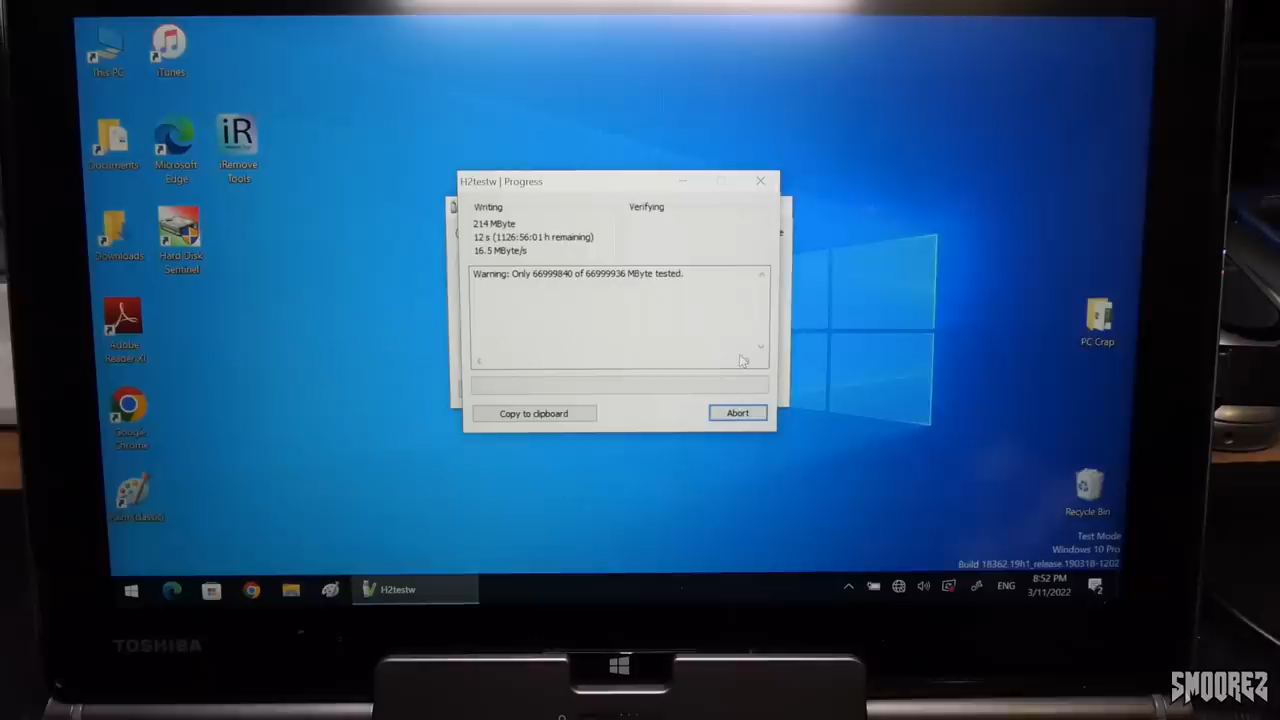 This PC
iTunes
Documents
Microsoft
Edge
iR
iRemove
Tools
Downloads
Hard Disk
Sentinel
Adobe
Reader XI
Google
Chrome
Paint (classic)
H2testw | Progress
Writing
Verifying
214 MByte
12 s (1126:56:01 h remaining)
16.5 MByte/s
Warning: Only 66999840 of 66999936 MByte tested.
Copy to clipboard
Abort
PC Crap
Recycle Bin
Test Mode
Windows 10 Pro
Build 18362.19h1_release.190318-1202
H2testw
ENG
8:52 PM
3/11/2022
2
TOSHIBA
SMOOREZ